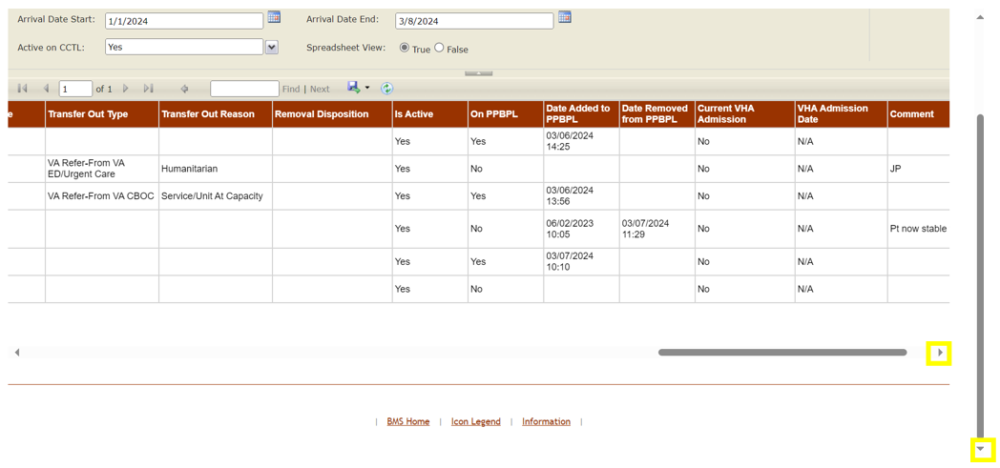 Arrival Date Start: 1/1/2024 Arrival Date End: 3/8/2024
Active on CCTL: Yes Spreadsheet View: True False
1 of 1 Find | Next
e Transfer Out Type Transfer Out Reason Removal Disposition Is Active On PPBPL Date Added to PPBPL Date Removed from PPBPL Current VHA Admission VHA Admission Date Comment
Yes Yes 03/06/2024 14:25 No N/A
VA Refer-From VA ED/Urgent Care Humanitarian Yes No No N/A JP
VA Refer-From VA CBOC Service/Unit At Capacity Yes Yes 03/06/2024 13:56 No N/A
Yes No 06/02/2023 10:05 03/07/2024 11:29 No N/A Pt now stable
Yes Yes 03/07/2024 10:10 No N/A
Yes No No N/A
| BMS Home | Icon Legend | Information |